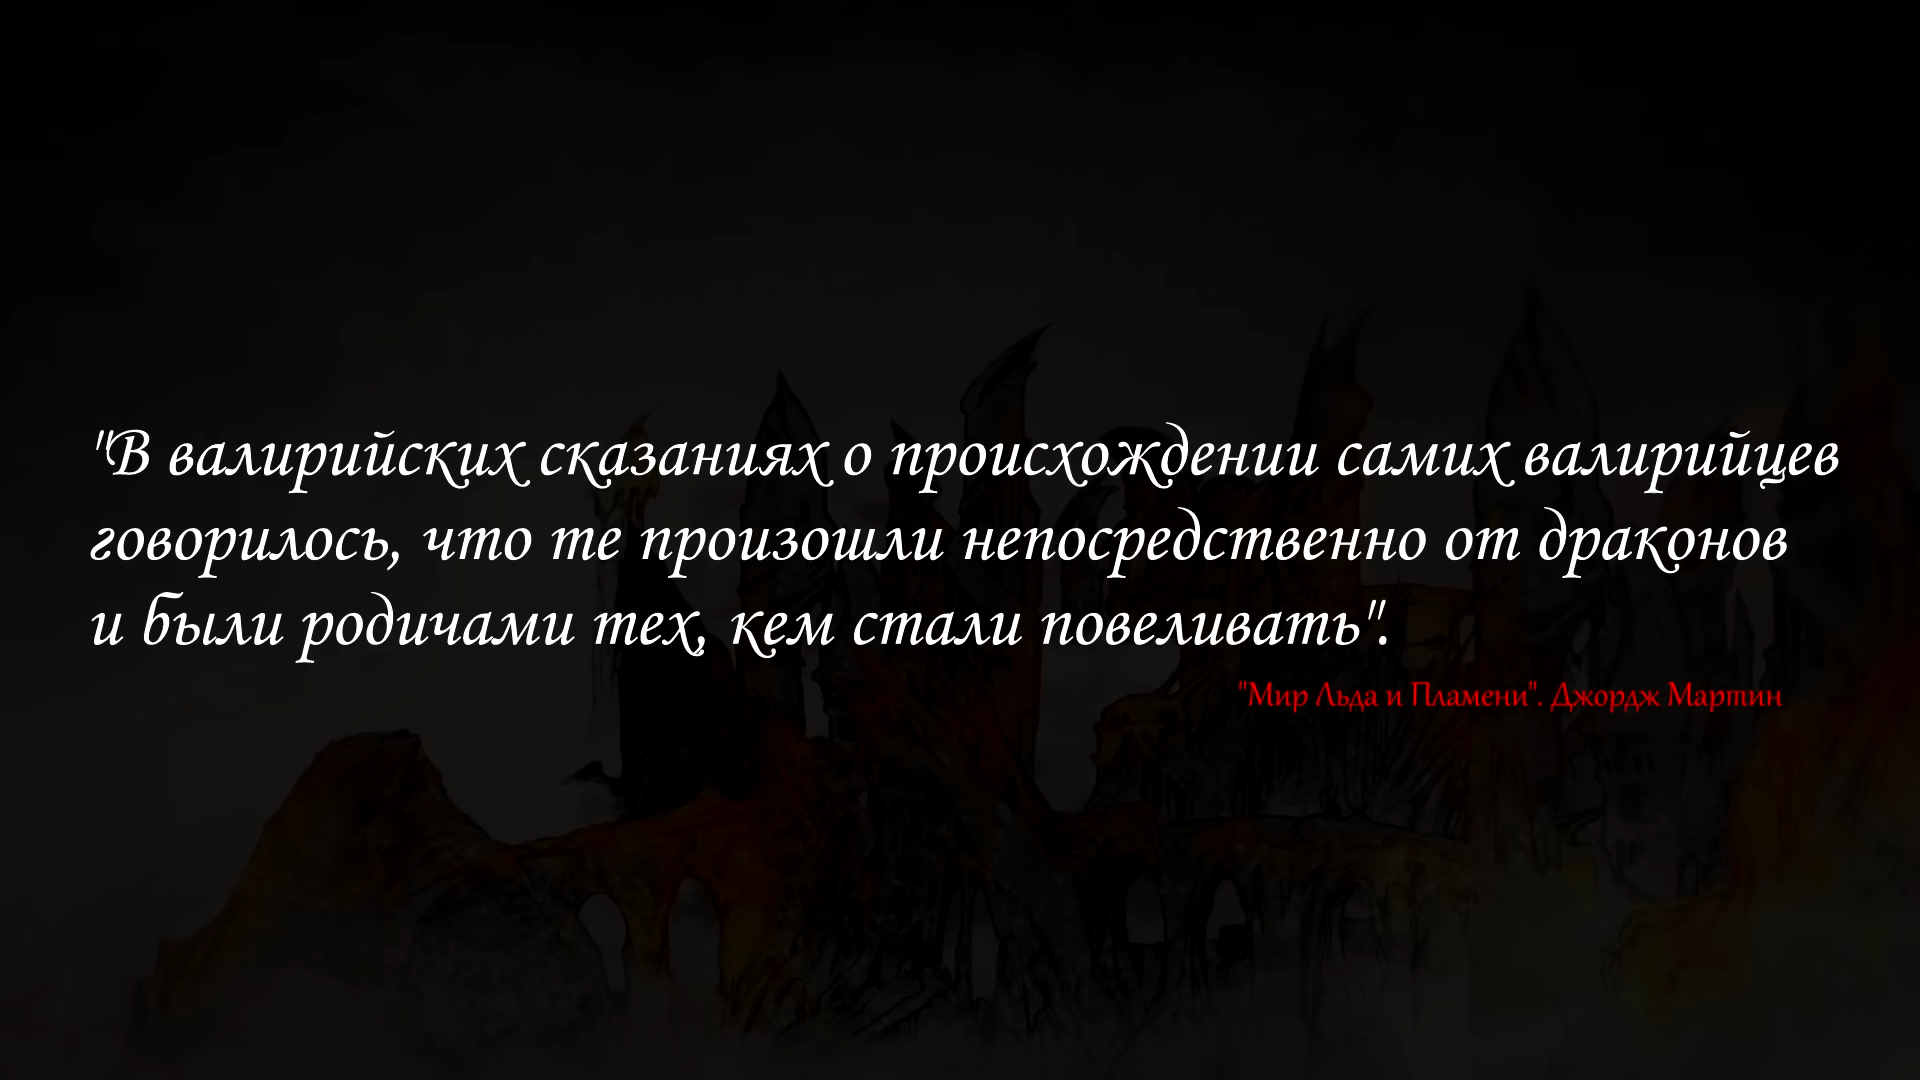 "В валирийских сказаниях о происхождении самих валирийцев
говорилось, что те произошли непосредственно от драконов
и были родичами тех, кем стали повеливать".
"Мир Льда и Пламени". Джордж Мартин